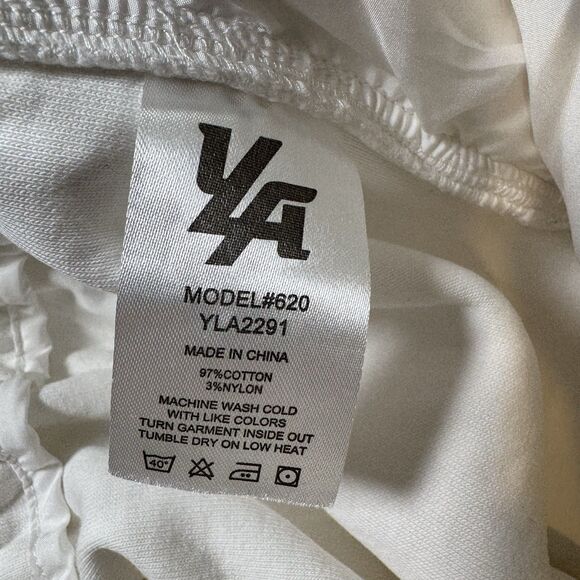 YLA
MODEL#620
YLA2291
MADE IN CHINA
97%COTTON
3%NYLON
MACHINE WASH COLD
WITH LIKE COLORS
TURN GARMENT INSIDE OUT
TUMBLE DRY ON LOW HEAT
40°